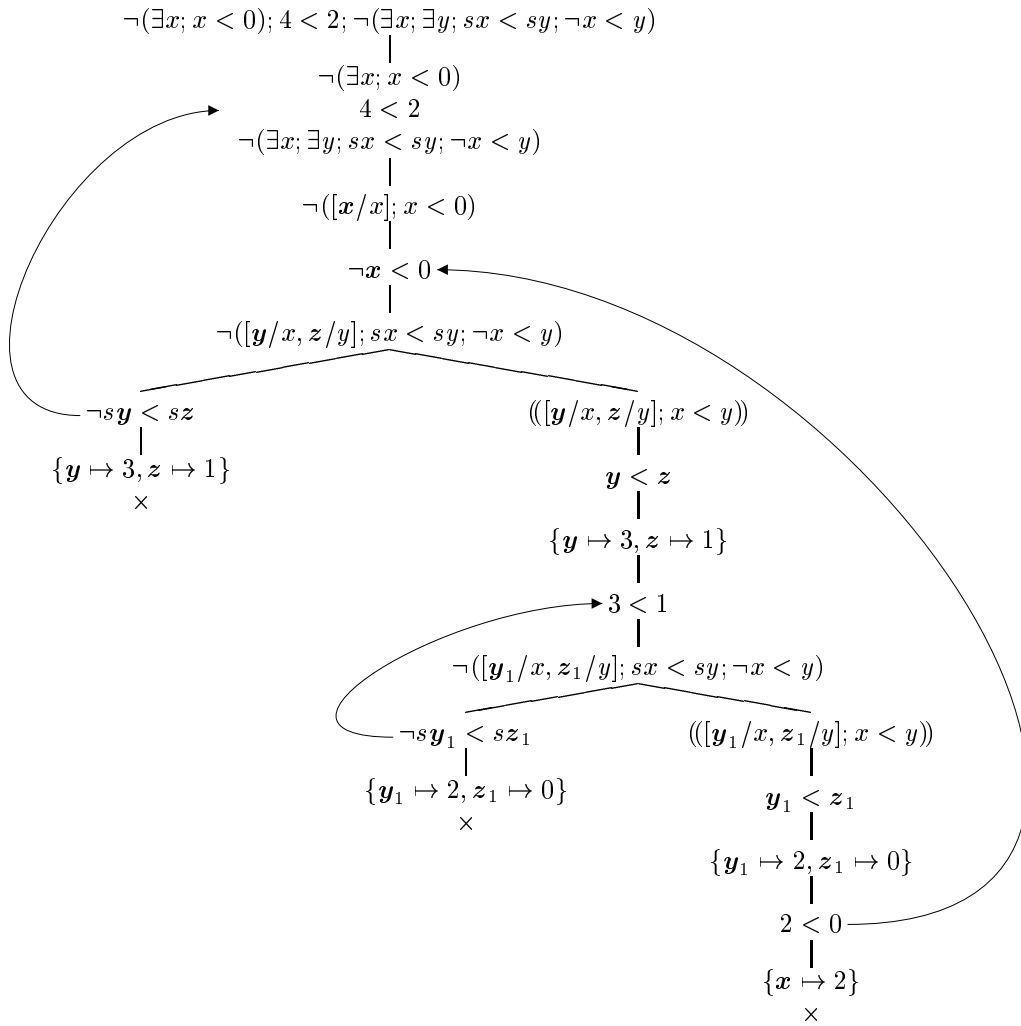 ¬(∃x; x < 0); 4 < 2; ¬(∃x; ∃y; sx < sy; ¬x < y)
¬(∃x; x < 0)
4 < 2
¬(∃x; ∃y; sx < sy; ¬x < y)
¬([𝒙/x]; x < 0)
¬𝒙 < 0
¬([𝒚/x, 𝒛/y]; sx < sy; ¬x < y)
¬s𝒚 < s𝒛
(([𝒚/x, 𝒛/y]; x < y))
{𝒚 ↦ 3, 𝒛 ↦ 1}
×
𝒚 < 𝒛
{𝒚 ↦ 3, 𝒛 ↦ 1}
3 < 1
¬([𝒚₁/x, 𝒛₁/y]; sx < sy; ¬x < y)
¬s𝒚₁ < s𝒛₁
(([𝒚₁/x, 𝒛₁/y]; x < y))
{𝒚₁ ↦ 2, 𝒛₁ ↦ 0}
×
𝒚₁ < 𝒛₁
{𝒚₁ ↦ 2, 𝒛₁ ↦ 0}
2 < 0
{𝒙 ↦ 2}
×